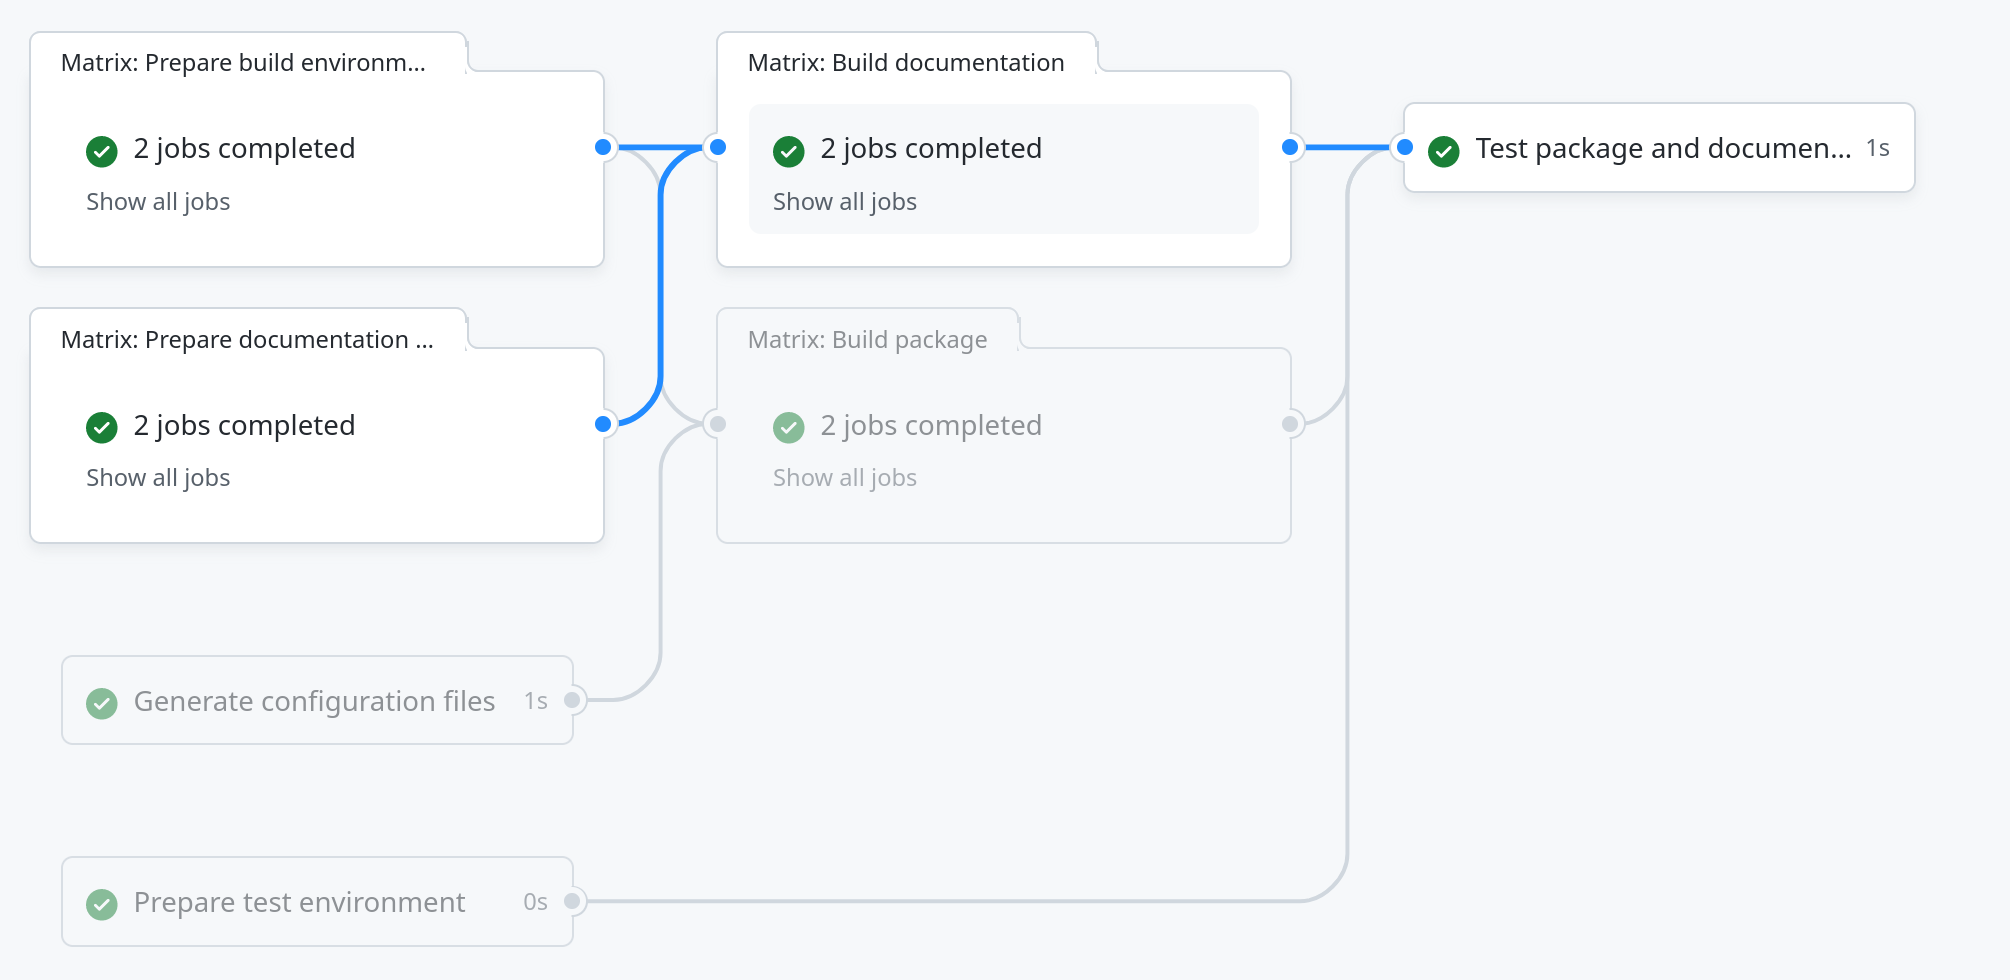 Matrix: Prepare build environm...
2 jobs completed
Show all jobs
Matrix: Build documentation
2 jobs completed
Show all jobs
Test package and documen... 1s
Matrix: Prepare documentation ...
2 jobs completed
Show all jobs
Matrix: Build package
2 jobs completed
Show all jobs
Generate configuration files 1s
Prepare test environment 0s